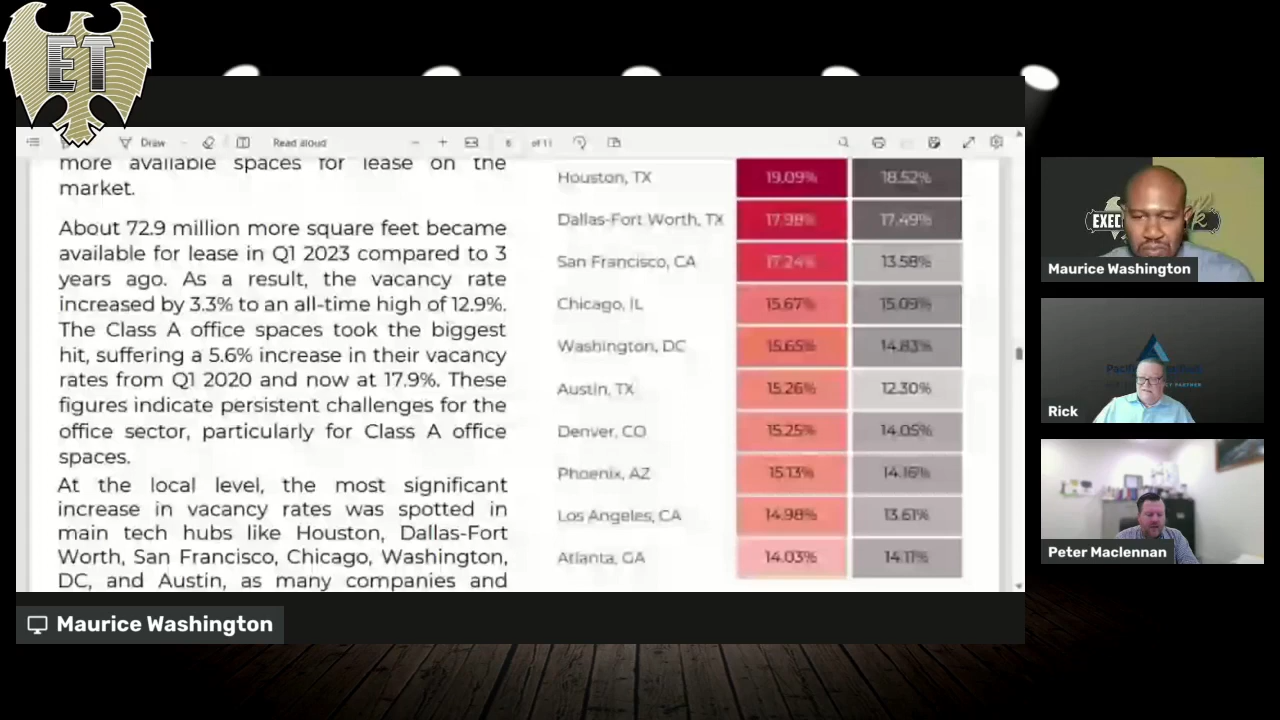 ET
Draw
Read aloud
6
of 11
more available spaces for lease on the
market.
About 72.9 million more square feet became
available for lease in Q1 2023 compared to 3
years ago. As a result, the vacancy rate
increased by 3.3% to an all-time high of 12.9%.
The Class A office spaces took the biggest
hit, suffering a 5.6% increase in their vacancy
rates from Q1 2020 and now at 17.9%. These
figures indicate persistent challenges for the
office sector, particularly for Class A office
spaces.
At the local level, the most significant
increase in vacancy rates was spotted in
main tech hubs like Houston, Dallas-Fort
Worth, San Francisco, Chicago, Washington,
DC, and Austin, as many companies and
Houston, TX 19.09% 18.52%
Dallas-Fort Worth, TX 17.98% 17.49%
San Francisco, CA 17.24% 13.58%
Chicago, IL 15.67% 15.09%
Washington, DC 15.65% 14.83%
Austin, TX 15.26% 12.30%
Denver, CO 15.25% 14.05%
Phoenix, AZ 15.13% 14.16%
Los Angeles, CA 14.98% 13.61%
Atlanta, GA 14.03% 14.11%
Maurice Washington
EXEC
Maurice Washington
Rick
Peter Maclennan